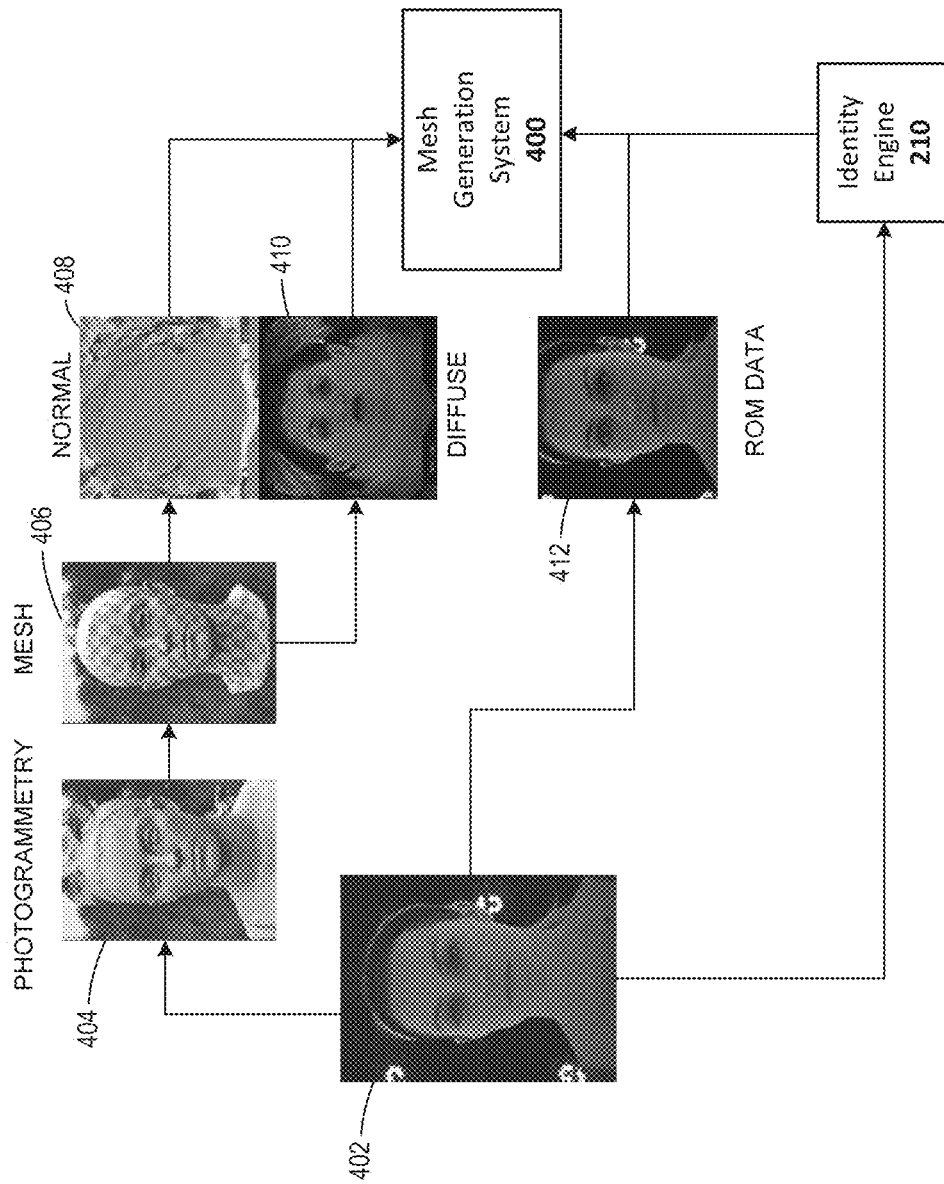 PHOTOGRAMMETRY
MESH
NORMAL
404
406
408
402
410
DIFFUSE
412
ROM DATA
Mesh
Generation
System
400
Identity
Engine
210